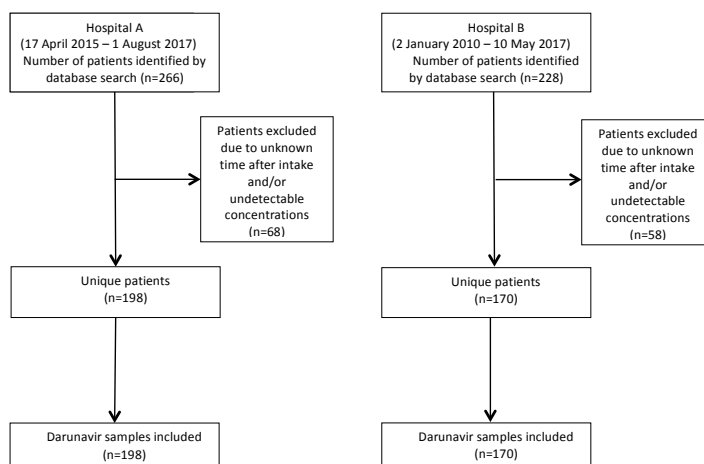 Hospital A
(17 April 2015 – 1 August 2017)
Number of patients identified by
database search (n=266)
Patients excluded
due to unknown
time after intake
and/or
undetectable
concentrations
(n=68)
Unique patients
(n=198)
Darunavir samples included
(n=198)
Hospital B
(2 January 2010 – 10 May 2017)
Number of patients identified
by database search (n=228)
Patients excluded
due to unknown
time after intake
and/or
undetectable
concentrations
(n=58)
Unique patients
(n=170)
Darunavir samples included
(n=170)